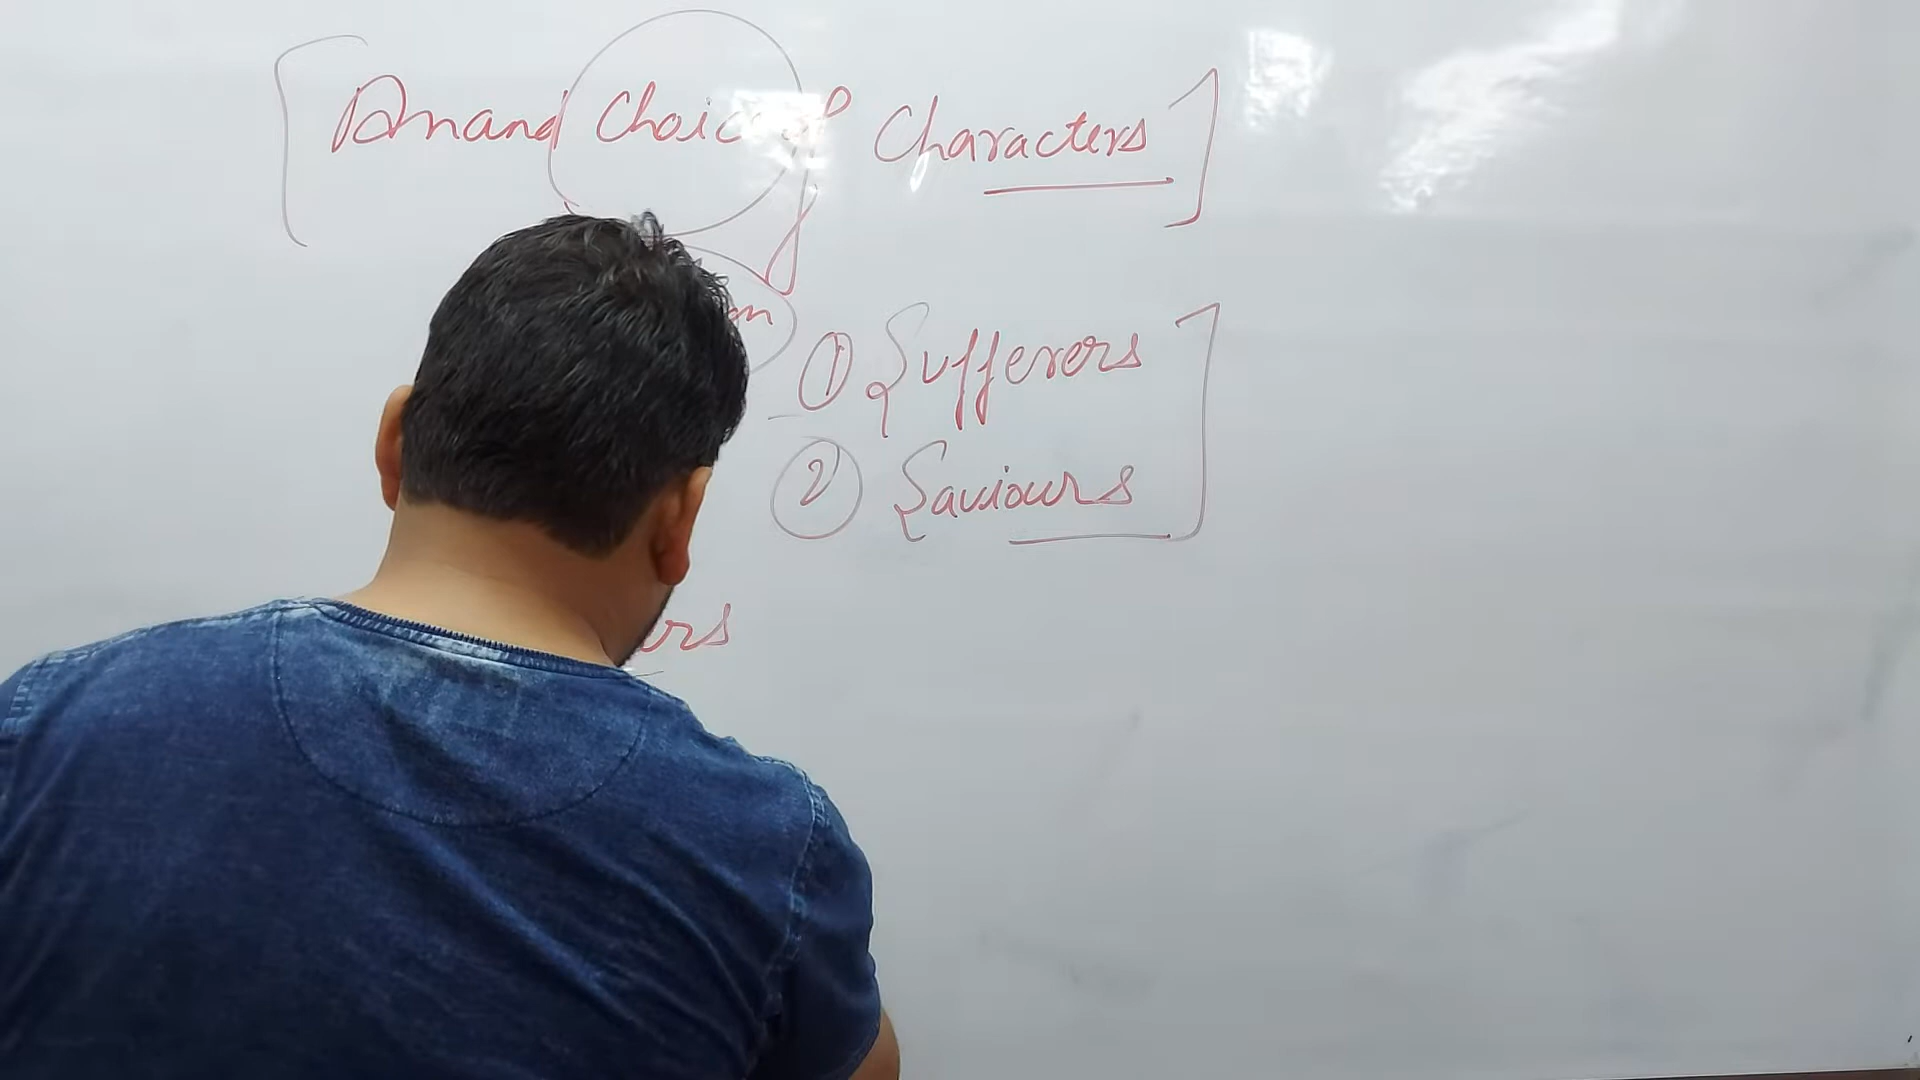 [Anand Choice of Characters]
① Sufferers
② Saviours